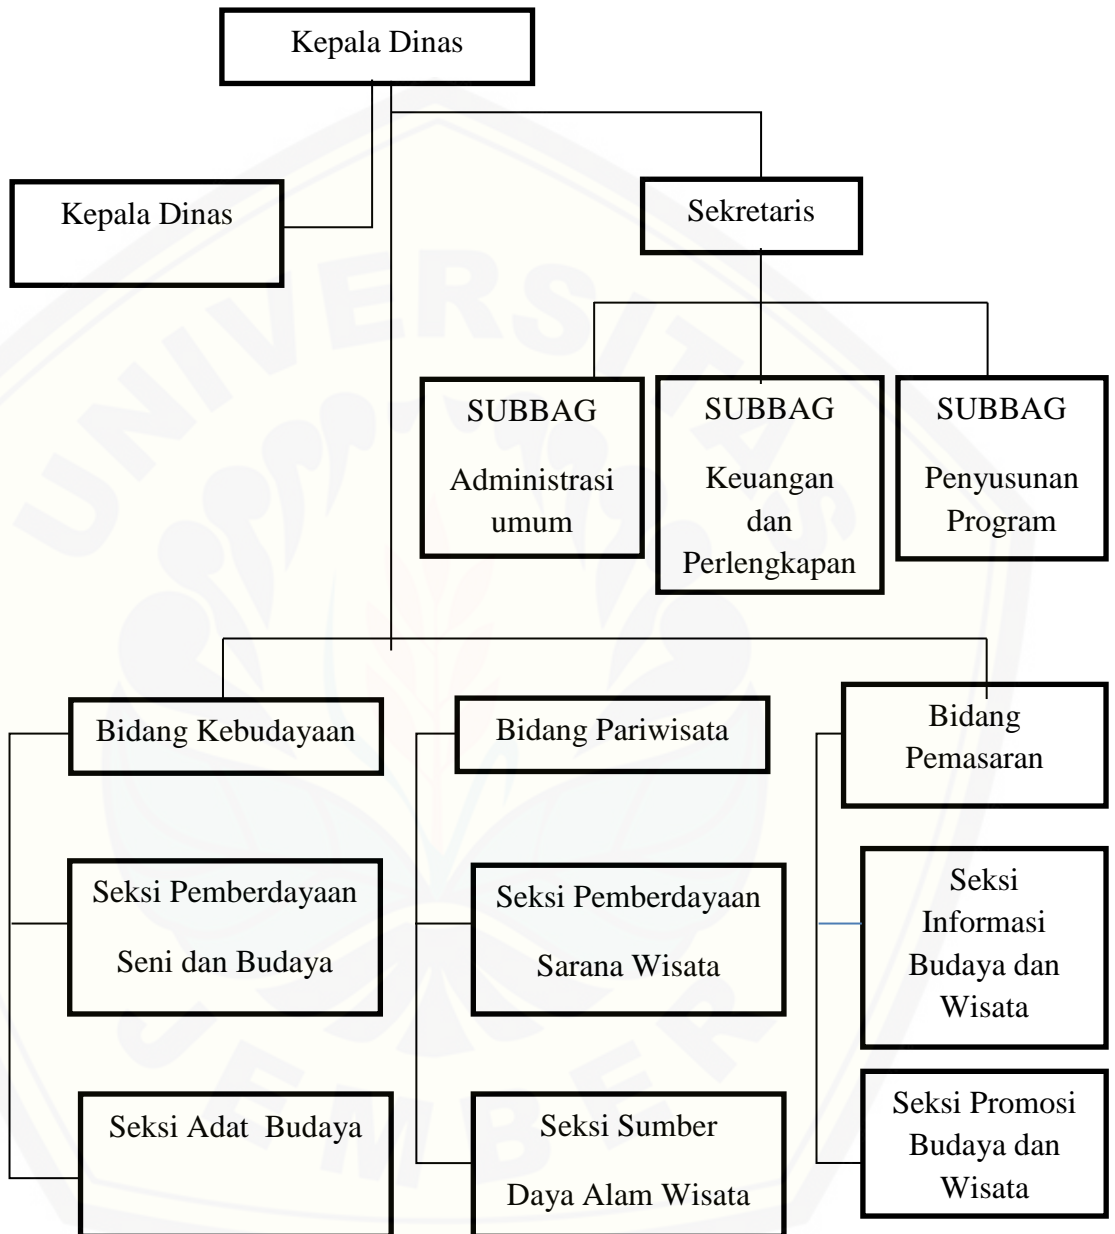 Kepala Dinas
Kepala Dinas
Sekretaris
SUBBAG
Administrasi
umum
SUBBAG
Keuangan
dan
Perlengkapan
SUBBAG
Penyusunan
Program
Bidang Kebudayaan
Bidang Pariwisata
Bidang
Pemasaran
Seksi Pemberdayaan
Seni dan Budaya
Seksi Pemberdayaan
Sarana Wisata
Seksi
Informasi
Budaya dan
Wisata
Seksi Adat  Budaya
Seksi Sumber
Daya Alam Wisata
Seksi Promosi
Budaya dan
Wisata
UNIVERSITAS
JEMBER